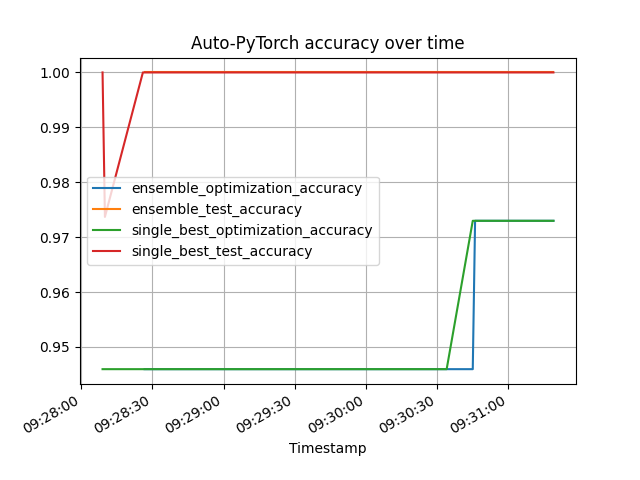 Auto-PyTorch accuracy over time
1.00
0.99
0.98
0.97
0.96
0.95
ensemble_optimization_accuracy
ensemble_test_accuracy
single_best_optimization_accuracy
single_best_test_accuracy
09:28:00
09:28:30
09:29:00
09:29:30
09:30:00
09:30:30
09:31:00
Timestamp